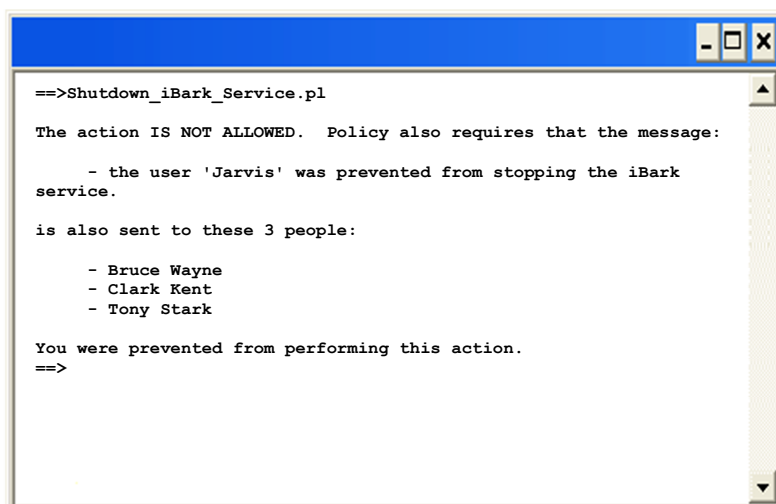 ==>Shutdown_iBark_Service.pl
The action IS NOT ALLOWED.  Policy also requires that the message:
- the user 'Jarvis' was prevented from stopping the iBark
service.
is also sent to these 3 people:
- Bruce Wayne
- Clark Kent
- Tony Stark
You were prevented from performing this action.
==>